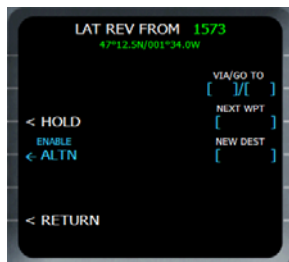 LAT REV FROM 1573
47°12.5N/001°34.0W
VIA/GO TO
[ ]/[ ]
NEXT WPT
< HOLD [ ]
ENABLE NEW DEST
← ALTN [ ]
< RETURN